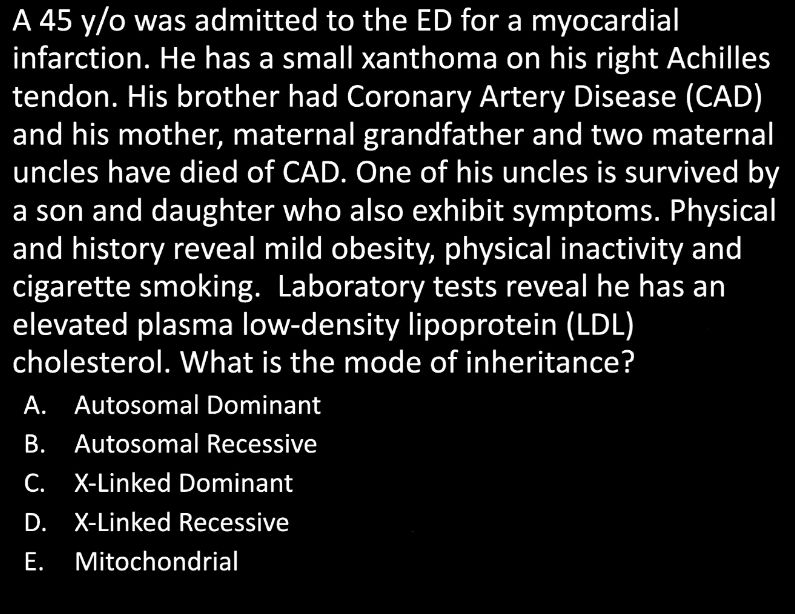 A 45 y/o was admitted to the ED for a myocardial
infarction. He has a small xanthoma on his right Achilles
tendon. His brother had Coronary Artery Disease (CAD)
and his mother, maternal grandfather and two maternal
uncles have died of CAD. One of his uncles is survived by
a son and daughter who also exhibit symptoms. Physical
and history reveal mild obesity, physical inactivity and
cigarette smoking.  Laboratory tests reveal he has an
elevated plasma low-density lipoprotein (LDL)
cholesterol. What is the mode of inheritance?
A. Autosomal Dominant
B. Autosomal Recessive
C. X-Linked Dominant
D. X-Linked Recessive
E. Mitochondrial